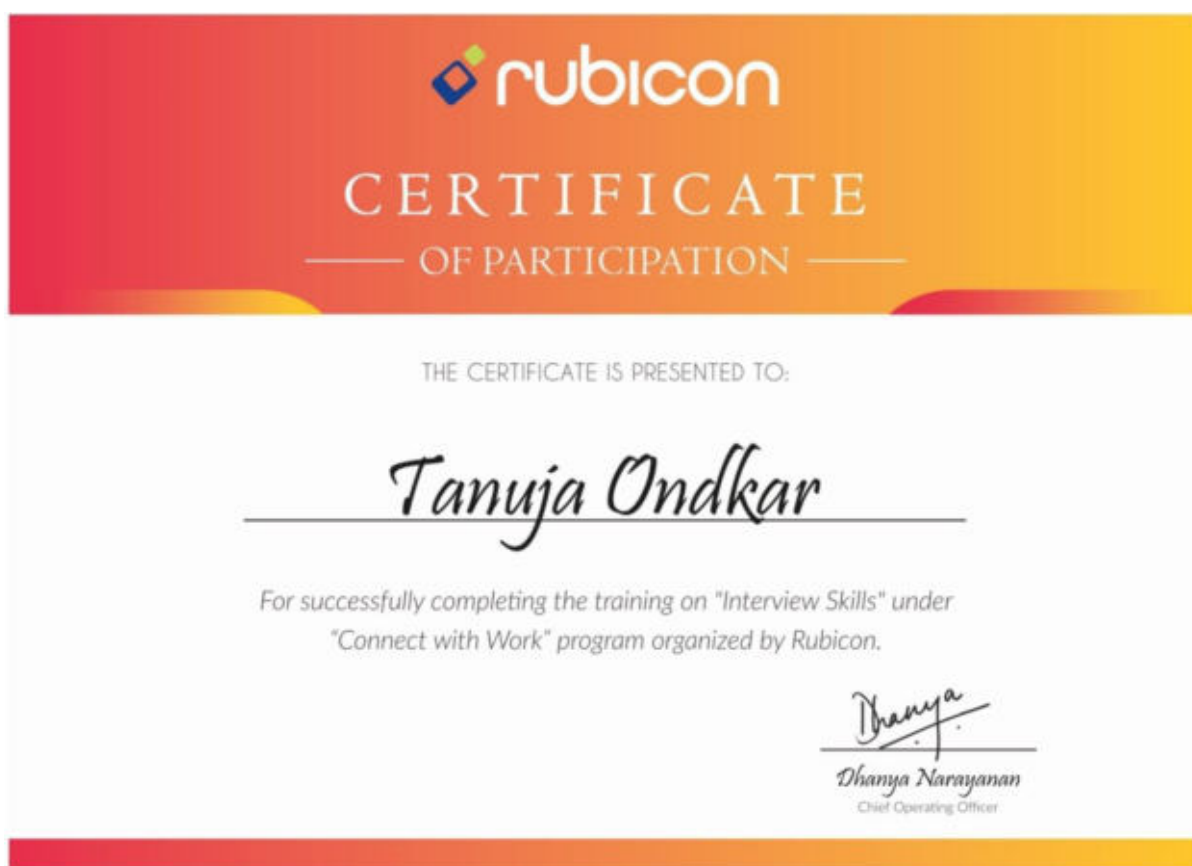 rubicon
CERTIFICATE
OF PARTICIPATION
THE CERTIFICATE IS PRESENTED TO:
Tanuja Ondkar
For successfully completing the training on "Interview Skills" under
"Connect with Work" program organized by Rubicon.
Dhanya
Dhanya Narayanan
Chief Operating Officer